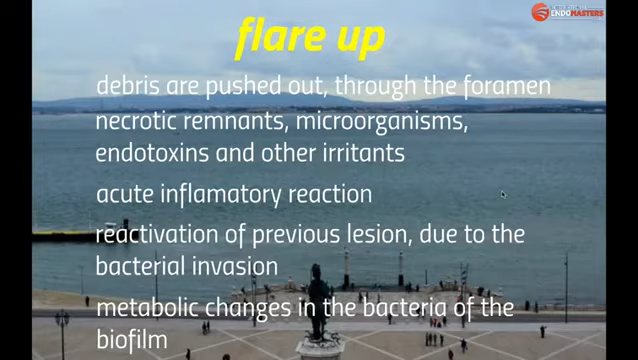 flare up
ENDOMASTERS
debris are pushed out, through the foramen
necrotic remnants, microorganisms,
endotoxins and other irritants
acute inflamatory reaction
reactivation of previous lesion, due to the
bacterial invasion
metabolic changes in the bacteria of the
biofilm